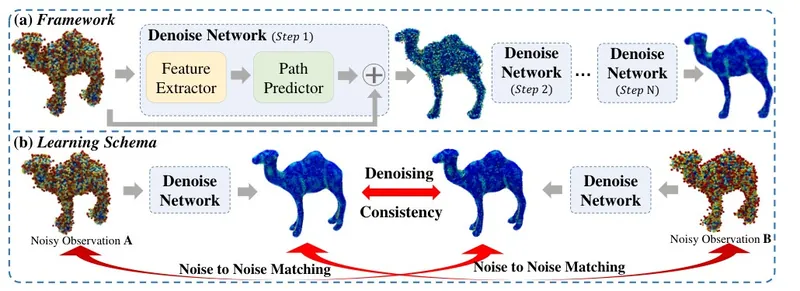 (a) Framework
Denoise Network (Step 1)
Feature
Extractor
Path
Predictor
Denoise
Network
(Step 2)
...
Denoise
Network
(Step N)
(b) Learning Schema
Denoise
Network
Denoising
Consistency
Denoise
Network
Noisy Observation A
Noisy Observation B
Noise to Noise Matching
Noise to Noise Matching